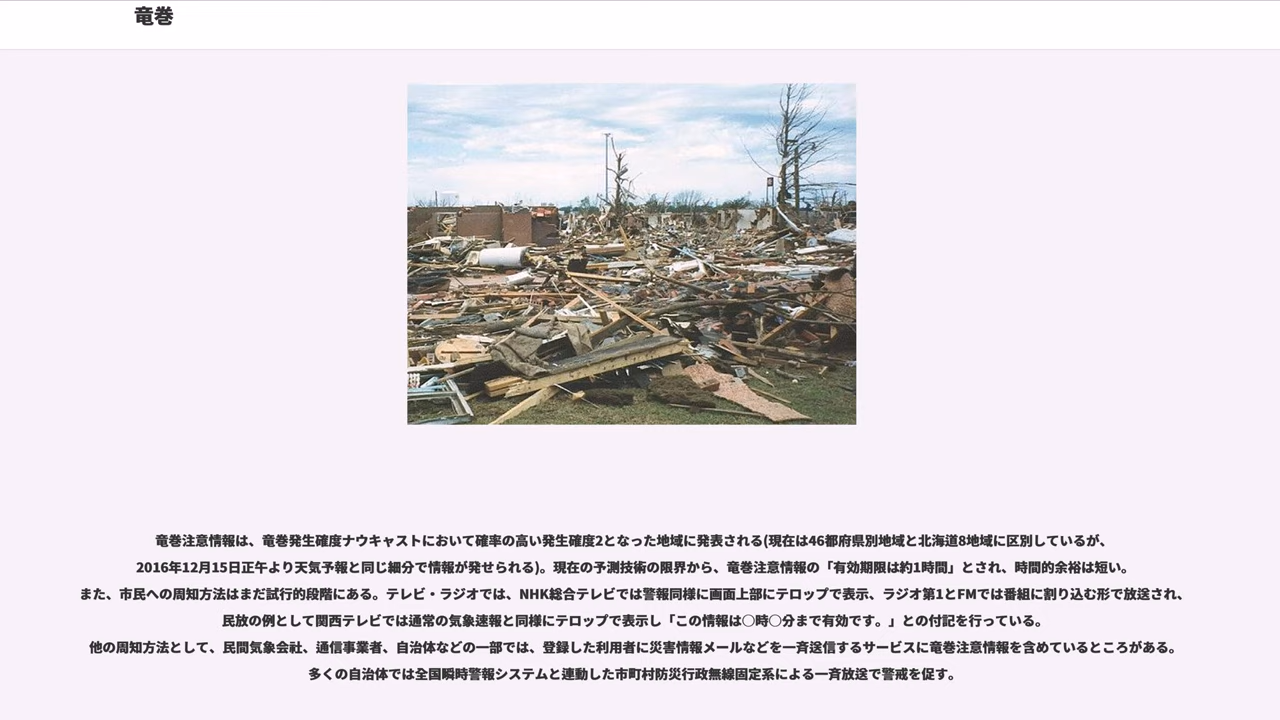 竜巻
竜巻注意情報は、竜巻発生確度ナウキャストにおいて確率の高い発生確度2となった地域に発表される(現在は46都府県別地域と北海道8地域に区別しているが、
2016年12月15日正午より天気予報と同じ細分で情報が発せられる)。現在の予測技術の限界から、竜巻注意情報の「有効期限は約1時間」とされ、時間的余裕は短い。
また、市民への周知方法はまだ試行的段階にある。テレビ・ラジオでは、NHK総合テレビでは警報同様に画面上部にテロップで表示、ラジオ第1とFMでは番組に割り込む形で放送され、
民放の例として関西テレビでは通常の気象速報と同様にテロップで表示し「この情報は○時○分まで有効です。」との付記を行っている。
他の周知方法として、民間気象会社、通信事業者、自治体などの一部では、登録した利用者に災害情報メールなどを一斉送信するサービスに竜巻注意情報を含めているところがある。
多くの自治体では全国瞬時警報システムと連動した市町村防災行政無線固定系による一斉放送で警戒を促す。